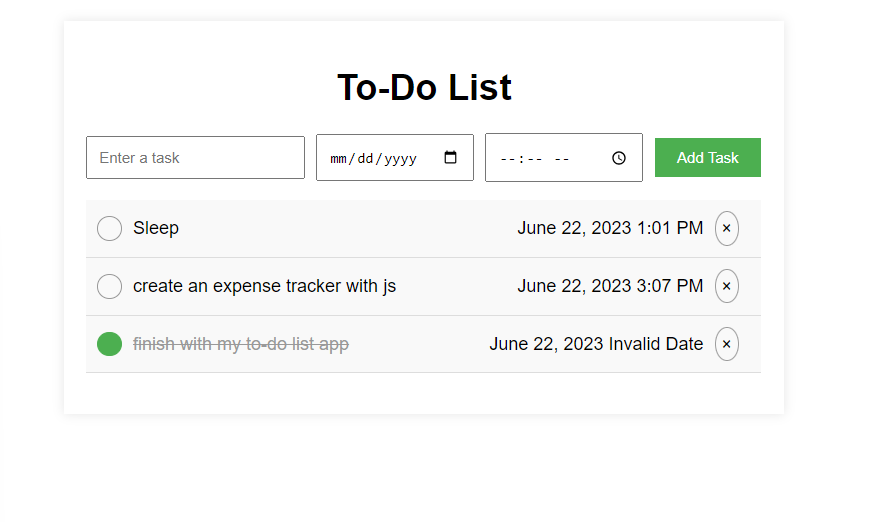 To-Do List
Enter a task mm/dd/yyyy --:-- -- Add Task
Sleep June 22, 2023 1:01 PM ×
create an expense tracker with js June 22, 2023 3:07 PM ×
finish with my to-do list app June 22, 2023 Invalid Date ×